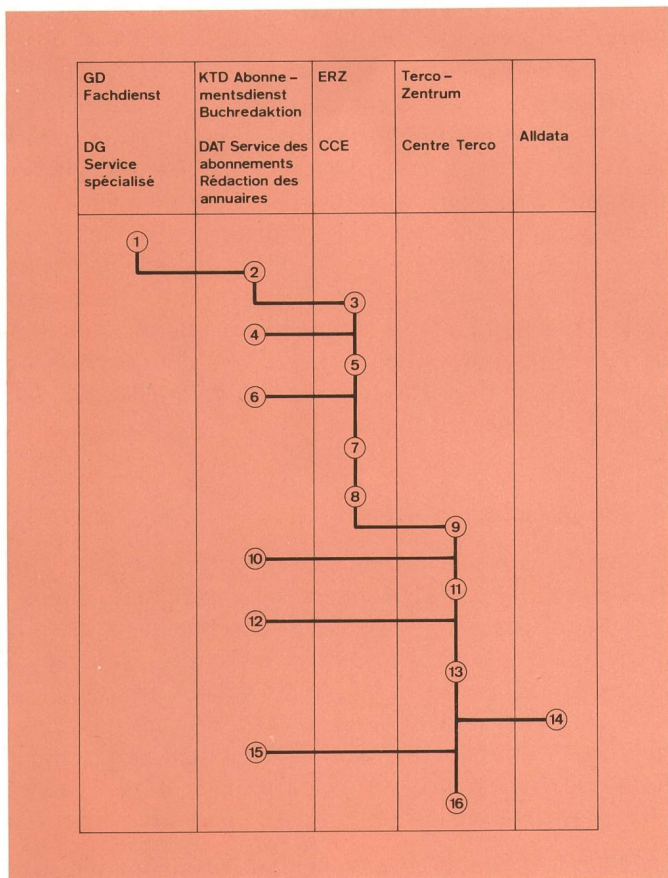 GD
Fachdienst
DG
Service
spécialisé
KTD Abonne –
mentsdienst
Buchredaktion
DAT Service des
abonnements
Rédaction des
annuaires
ERZ
CCE
Terco –
Zentrum
Centre Terco
Alldata
1
2
3
4
5
6
7
8
9
10
11
12
13
14
15
16